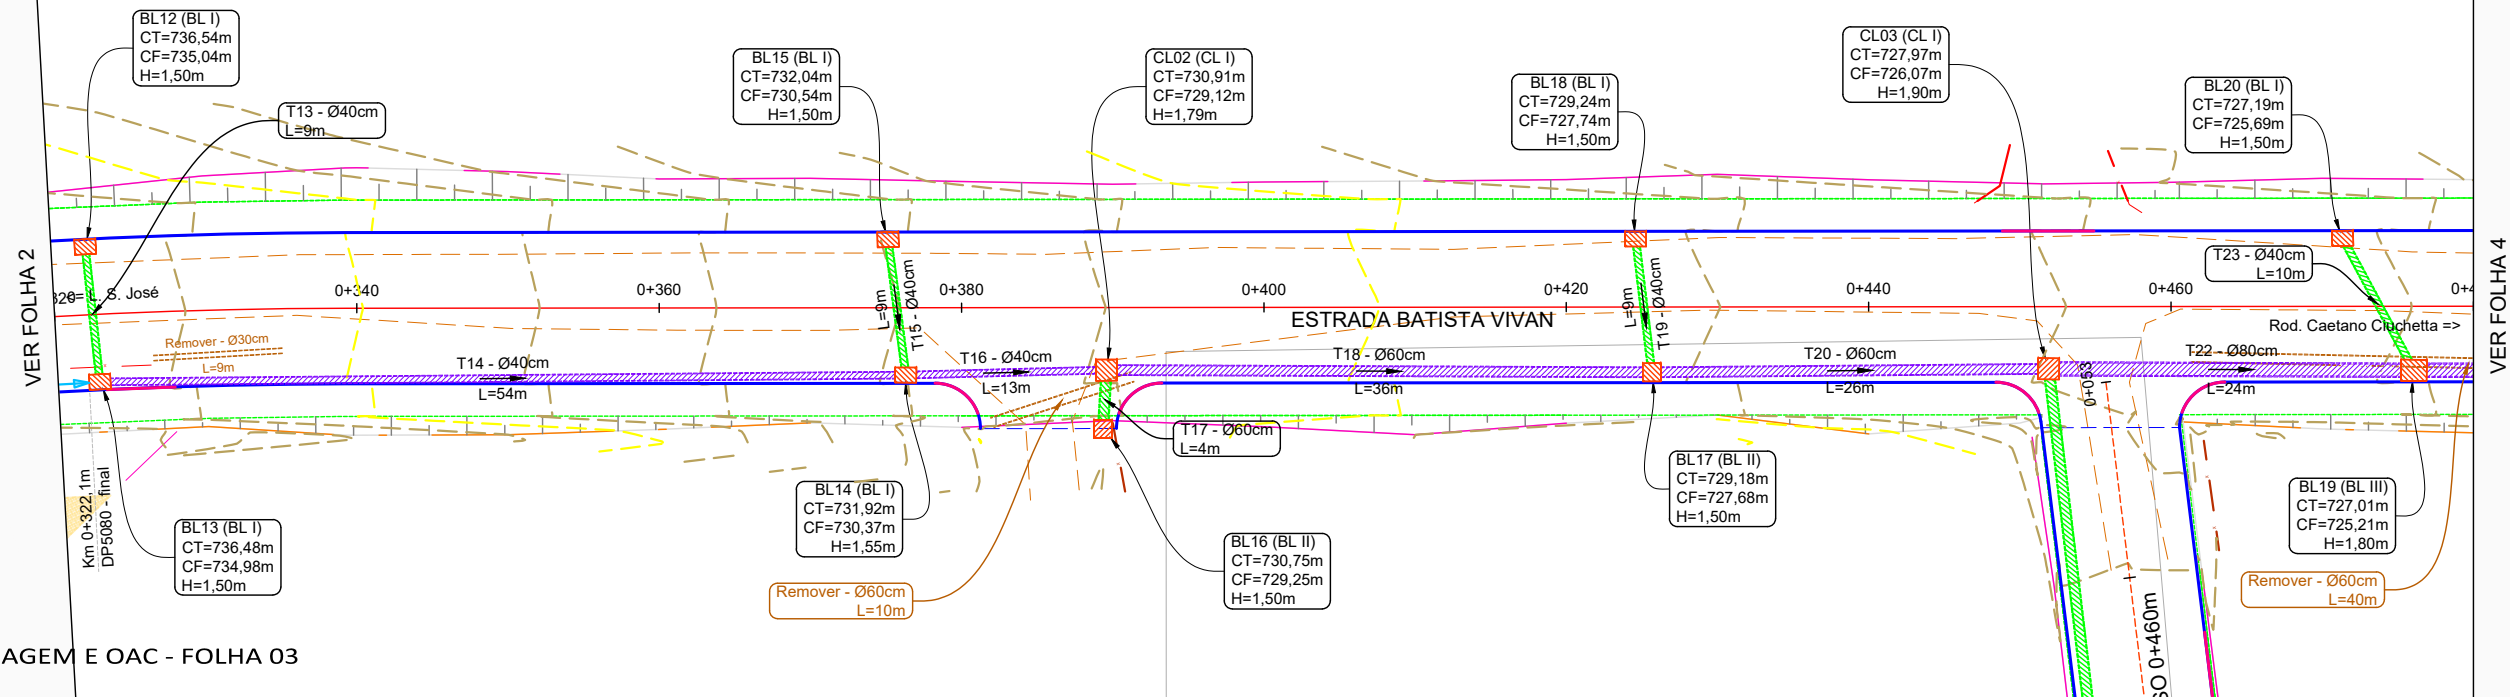 BL12 (BL I)
CT=736,54m
CF=735,04m
H=1,50m
T13 - Ø40cm
L=9m
BL15 (BL I)
CT=732,04m
CF=730,54m
H=1,50m
CL02 (CL I)
CT=730,91m
CF=729,12m
H=1,79m
BL18 (BL I)
CT=729,24m
CF=727,74m
H=1,50m
CL03 (CL I)
CT=727,97m
CF=726,07m
H=1,90m
BL20 (BL I)
CT=727,19m
CF=725,69m
H=1,50m
T23 - Ø40cm
L=10m
VER FOLHA 2
VER FOLHA 4
S. José
0+340
0+360
0+380
0+400
0+420
0+440
0+460
L=9m
T15 - Ø40cm
L=9m
T19 - Ø40cm
ESTRADA BATISTA VIVAN
Rod. Caetano Ciuchetta =>
Remover - Ø30cm
L=9m
T14 - Ø40cm
L=54m
T16 - Ø40cm
L=13m
T18 - Ø60cm
L=36m
T20 - Ø60cm
L=26m
T22 - Ø80cm
L=24m
0+053
T17 - Ø60cm
L=4m
Km 0+322,1m
DP5080 - final
BL13 (BL I)
CT=736,48m
CF=734,98m
H=1,50m
BL14 (BL I)
CT=731,92m
CF=730,37m
H=1,55m
Remover - Ø60cm
L=10m
BL16 (BL II)
CT=730,75m
CF=729,25m
H=1,50m
BL17 (BL II)
CT=729,18m
CF=727,68m
H=1,50m
BL19 (BL III)
CT=727,01m
CF=725,21m
H=1,80m
Remover - Ø60cm
L=40m
SO 0+460m
AGEM E OAC - FOLHA 03